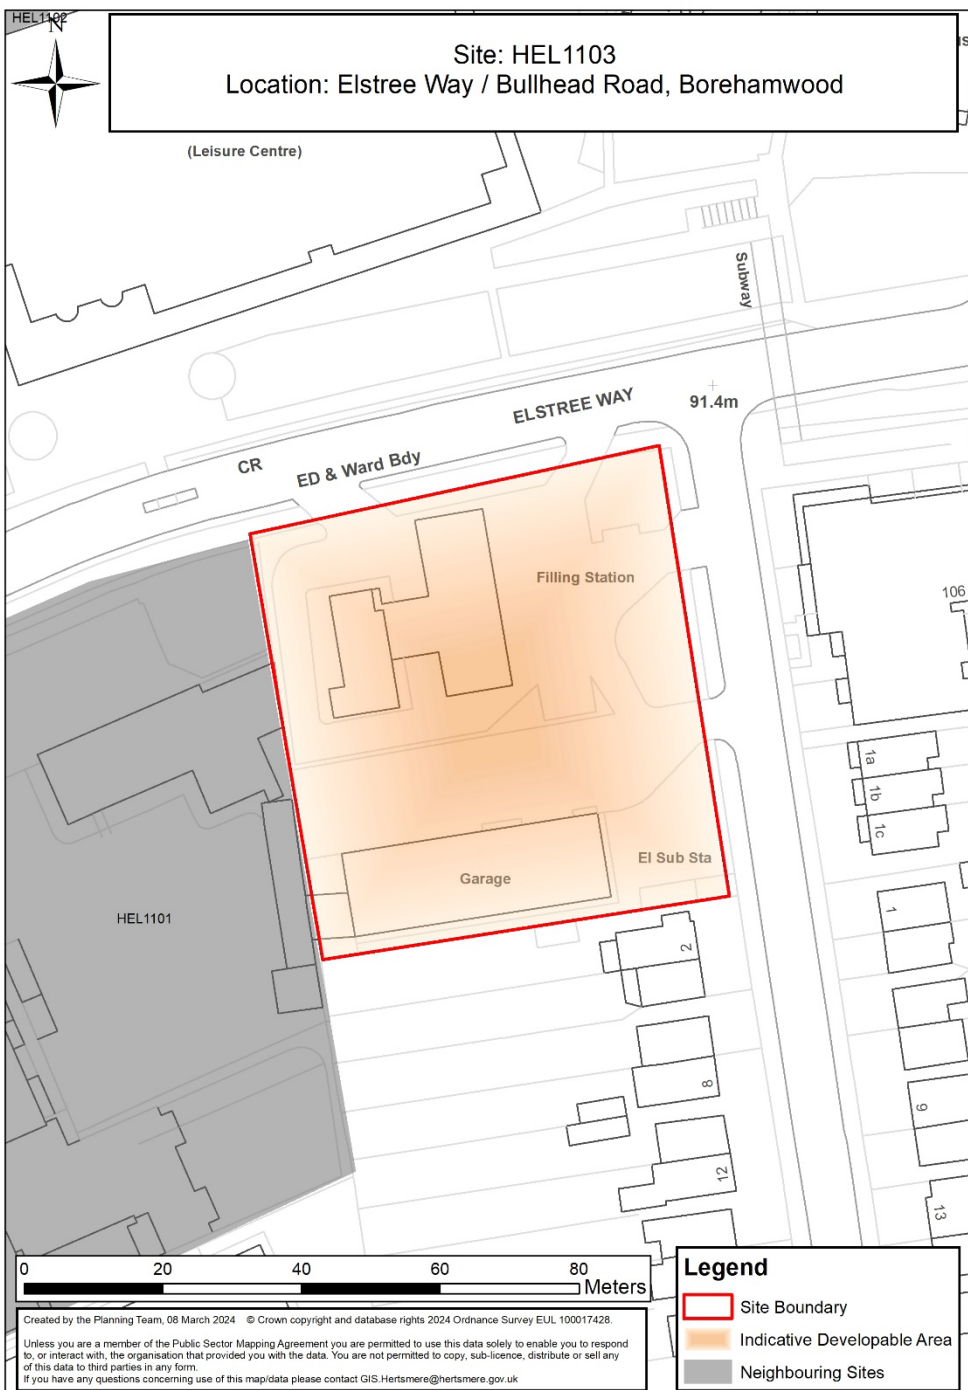 HEL1102
N
Site: HEL1103
Location: Elstree Way / Bullhead Road, Borehamwood
(Leisure Centre)
Subway
ELSTREE WAY
91.4m
CR
ED & Ward Bdy
Filling Station
106
1a
1b
1c
El Sub Sta
Garage
HEL1101
1
2
8
9
12
13
0 20 40 60 80
Meters
Legend
Site Boundary
Indicative Developable Area
Neighbouring Sites
Created by the Planning Team, 08 March 2024 © Crown copyright and database rights 2024 Ordnance Survey EUL 100017428.
Unless you are a member of the Public Sector Mapping Agreement you are permitted to use this data solely to enable you to respond
to, or interact with, the organisation that provided you with the data. You are not permitted to copy, sub-licence, distribute or sell any
of this data to third parties in any form.
If you have any questions concerning use of this map/data please contact GIS.Hertsmere@hertsmere.gov.uk